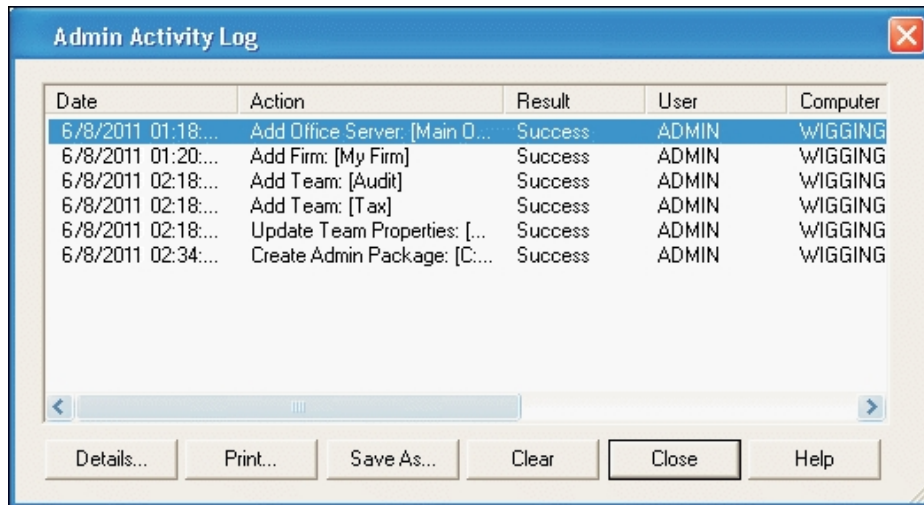 Admin Activity Log
Date Action Result User Computer
6/8/2011 01:18:... Add Office Server: [Main O... Success ADMIN WIGGING
6/8/2011 01:20:... Add Firm: [My Firm] Success ADMIN WIGGING
6/8/2011 02:18:... Add Team: [Audit] Success ADMIN WIGGING
6/8/2011 02:18:... Add Team: [Tax] Success ADMIN WIGGING
6/8/2011 02:18:... Update Team Properties: [... Success ADMIN WIGGING
6/8/2011 02:34:... Create Admin Package: [C:... Success ADMIN WIGGING
Details... Print... Save As... Clear Close Help